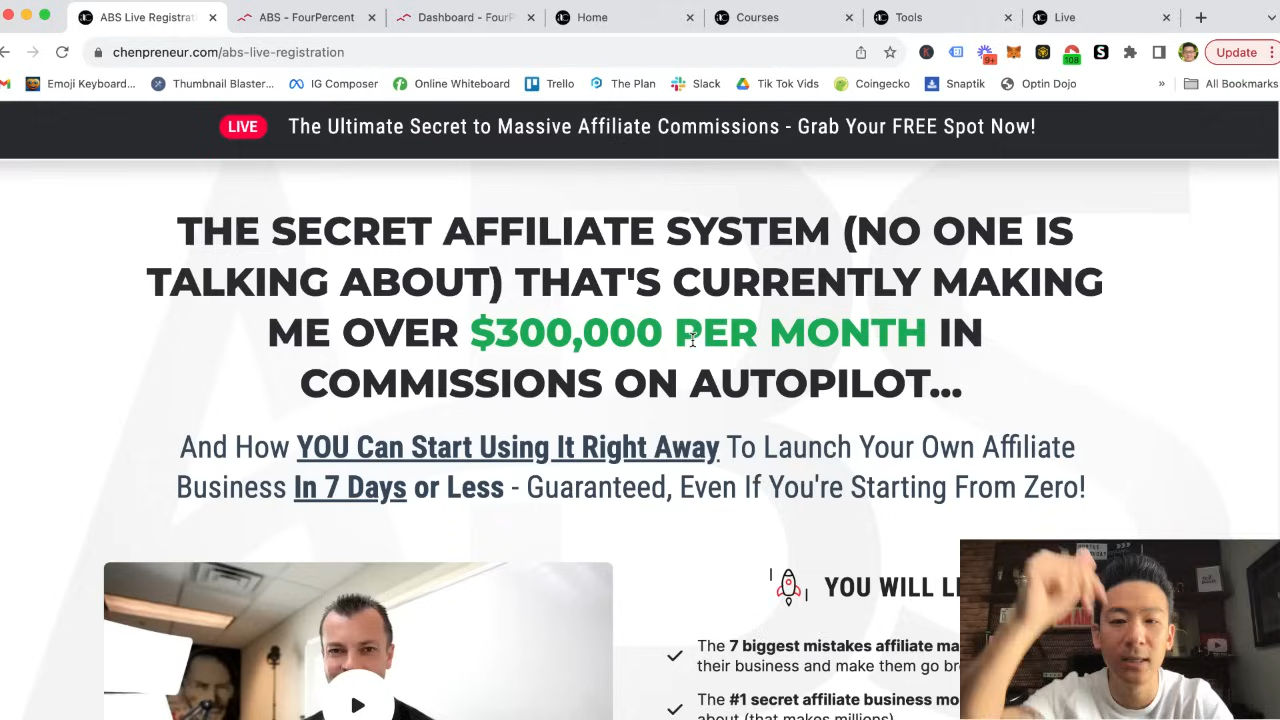 ABS Live Registrat
ABS - FourPercent
Dashboard - FourP
Home
Courses
Tools
Live
chenpreneur.com/abs-live-registration
9+
108
Update
Emoji Keyboard...
Thumbnail Blaster...
IG Composer
Online Whiteboard
Trello
The Plan
Slack
Tik Tok Vids
Coingecko
Snaptik
Optin Dojo
»
All Bookmarks
LIVE The Ultimate Secret to Massive Affiliate Commissions - Grab Your FREE Spot Now!
THE SECRET AFFILIATE SYSTEM (NO ONE IS
TALKING ABOUT) THAT'S CURRENTLY MAKING
ME OVER $300,000 PER MONTH IN
COMMISSIONS ON AUTOPILOT...
And How YOU Can Start Using It Right Away To Launch Your Own Affiliate
Business In 7 Days or Less - Guaranteed, Even If You're Starting From Zero!
YOU WILL L
The 7 biggest mistakes affiliate ma
their business and make them go br
The #1 secret affiliate business mo
about (that makes millions)